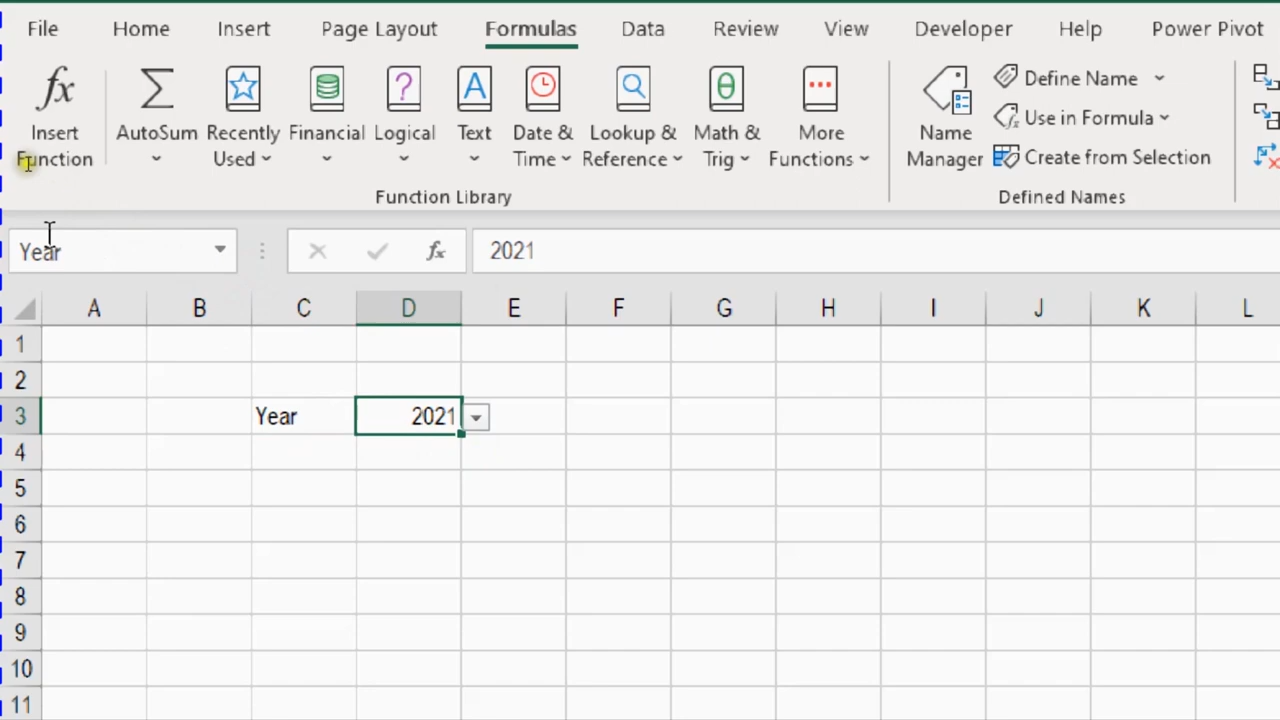 File Home Insert Page Layout Formulas Data Review View Developer Help Power Pivot
fx Σ ? A θ
Insert Function AutoSum Recently Used Financial Logical Text Date & Time Lookup & Reference Math & Trig More Functions
Function Library
Name Manager
Define Name
Use in Formula
Create from Selection
Defined Names
Year fx 2021
A B C D E F G H I J K L
1
2
3 Year 2021
4
5
6
7
8
9
10
11